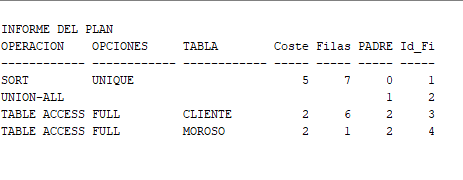 INFORME DEL PLAN
OPERACION    OPCIONES     TABLA        Coste Filas PADRE Id_Fi
------------ ------------ ------------ ----- ----- ----- -----
SORT         UNIQUE                        5     7     0     1
UNION-ALL                                              1     2
TABLE ACCESS FULL         CLIENTE          2     6     2     3
TABLE ACCESS FULL         MOROSO           2     1     2     4